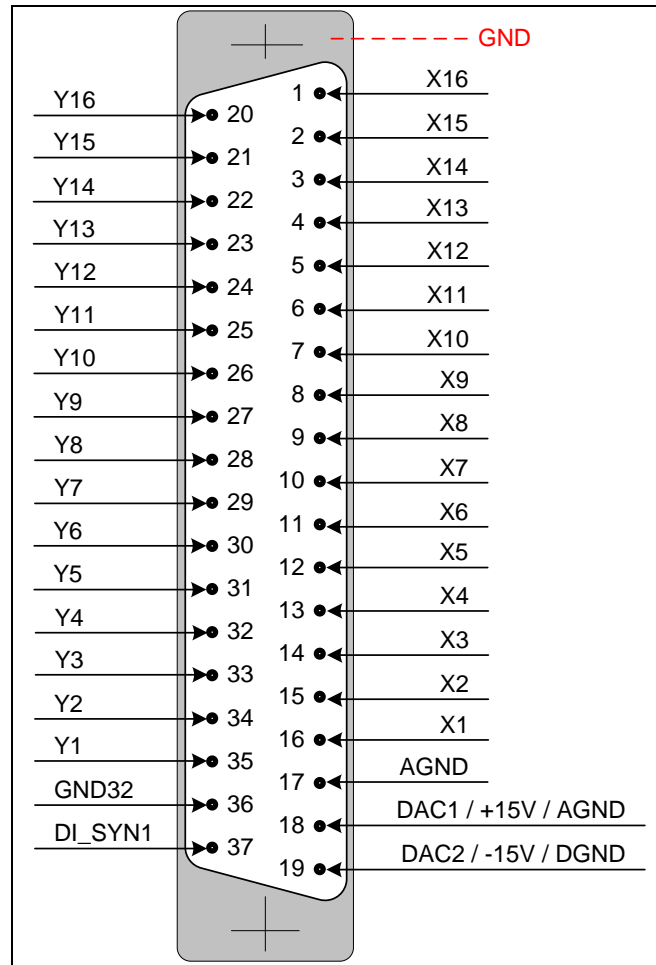 GND
Y16 20 1 X16
Y15 21 2 X15
Y14 22 3 X14
Y13 23 4 X13
Y12 24 5 X12
Y11 25 6 X11
Y10 26 7 X10
Y9 27 8 X9
Y8 28 9 X8
Y7 29 10 X7
Y6 30 11 X6
Y5 31 12 X5
Y4 32 13 X4
Y3 33 14 X3
Y2 34 15 X2
Y1 35 16 X1
GND32 36 17 AGND
DI_SYN1 37 18 DAC1 / +15V / AGND
19 DAC2 / -15V / DGND